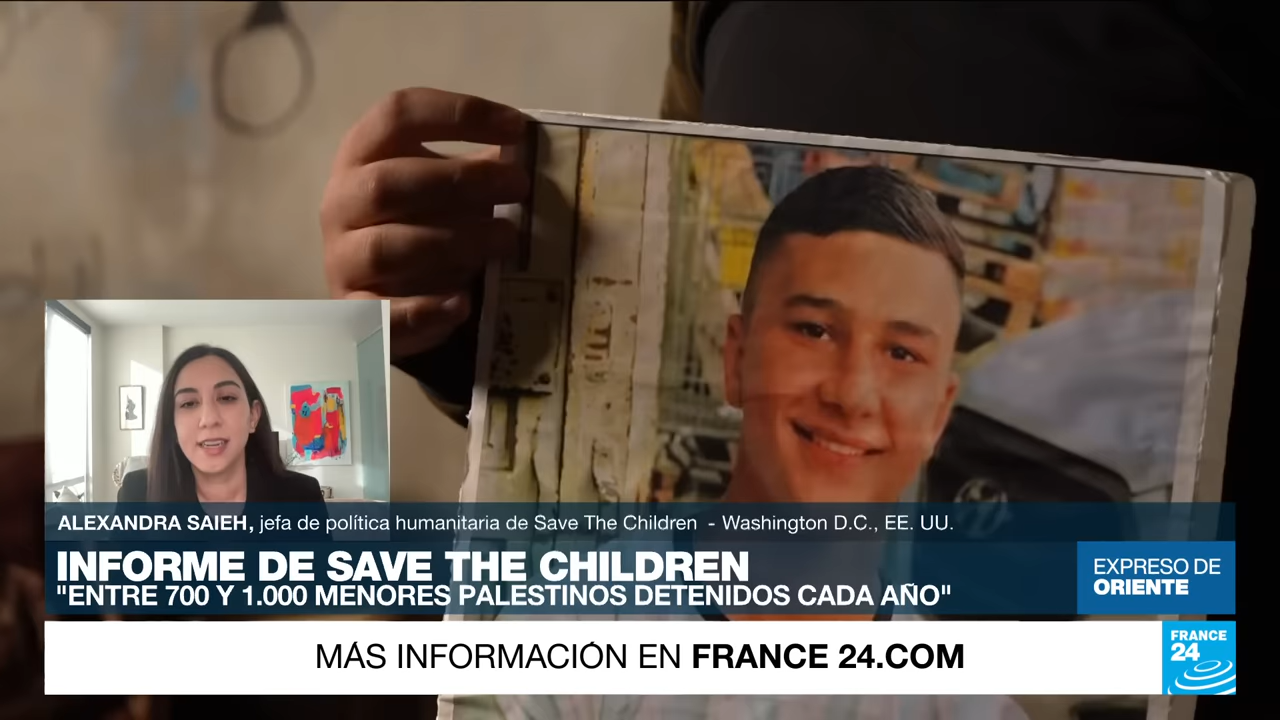 ALEXANDRA SAIEH, jefa de política humanitaria de Save The Children - Washington D.C., EE. UU.
INFORME DE SAVE THE CHILDREN
"ENTRE 700 Y 1.000 MENORES PALESTINOS DETENIDOS CADA AÑO"
EXPRESO DE
ORIENTE
MÁS INFORMACIÓN EN FRANCE 24.COM
FRANCE
24